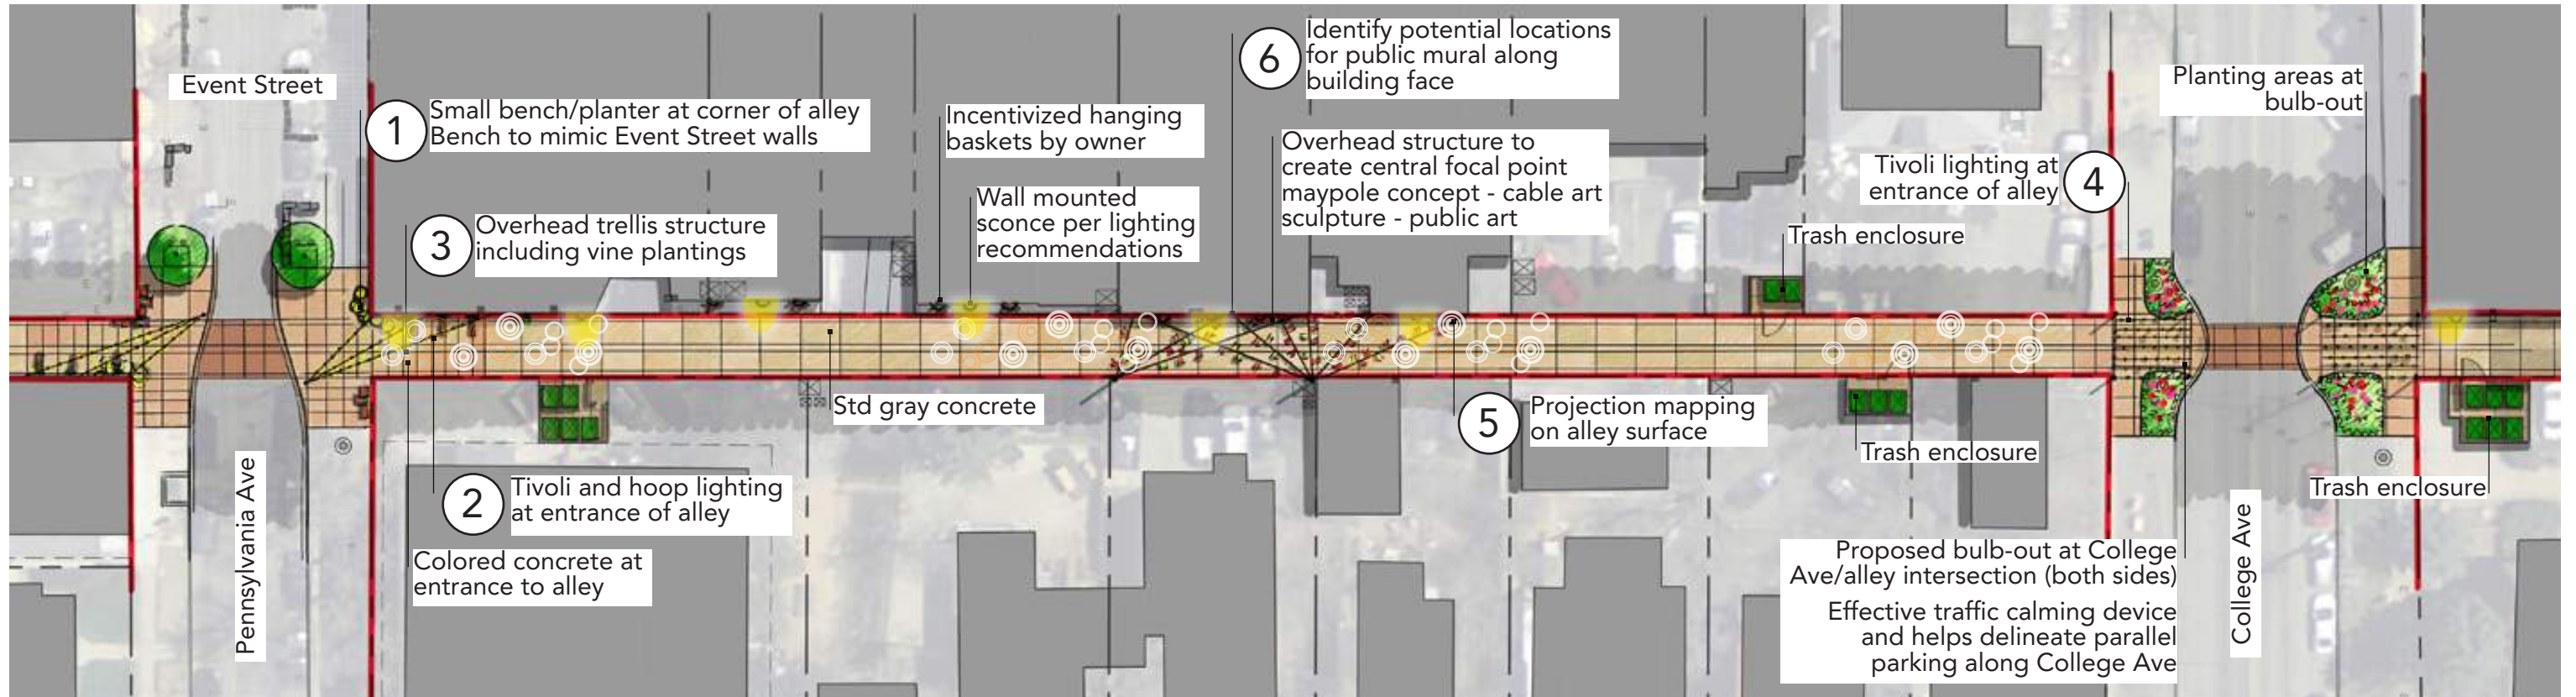 Event Street
1
Small bench/planter at corner of alley
Bench to mimic Event Street walls
3
Overhead trellis structure
including vine plantings
Incentivized hanging
baskets by owner
Wall mounted
sconce per lighting
recommendations
6
Identify potential locations
for public mural along
building face
Overhead structure to
create central focal point
maypole concept - cable art
sculpture - public art
Trash enclosure
Tivoli lighting at
entrance of alley
4
Planting areas at
bulb-out
Pennsylvania Ave
2
Tivoli and hoop lighting
at entrance of alley
Colored concrete at
entrance to alley
Std gray concrete
5
Projection mapping
on alley surface
Trash enclosure
Proposed bulb-out at College
Ave/alley intersection (both sides)
Effective traffic calming device
and helps delineate parallel
parking along College Ave
College Ave
Trash enclosure